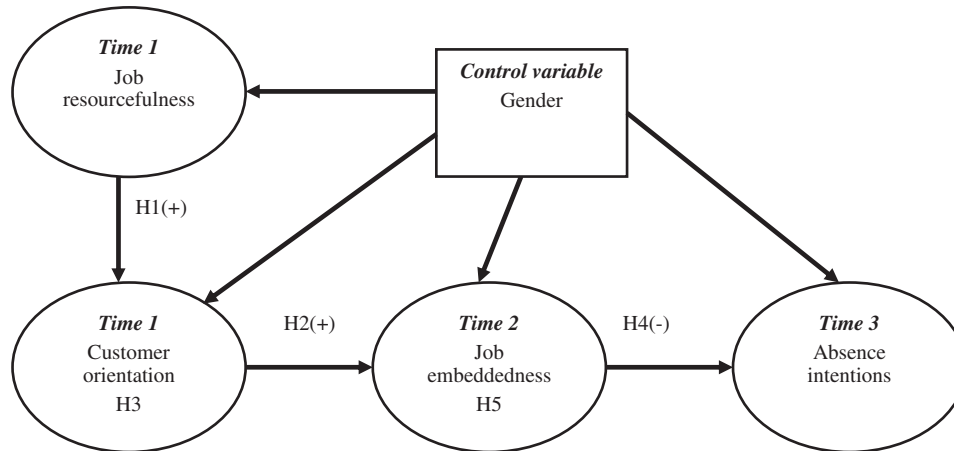 Time 1
Job
resourcefulness
Control variable
Gender
H1(+)
Time 1
Customer
orientation
H3
H2(+)
Time 2
Job
embeddedness
H5
H4(-)
Time 3
Absence
intentions